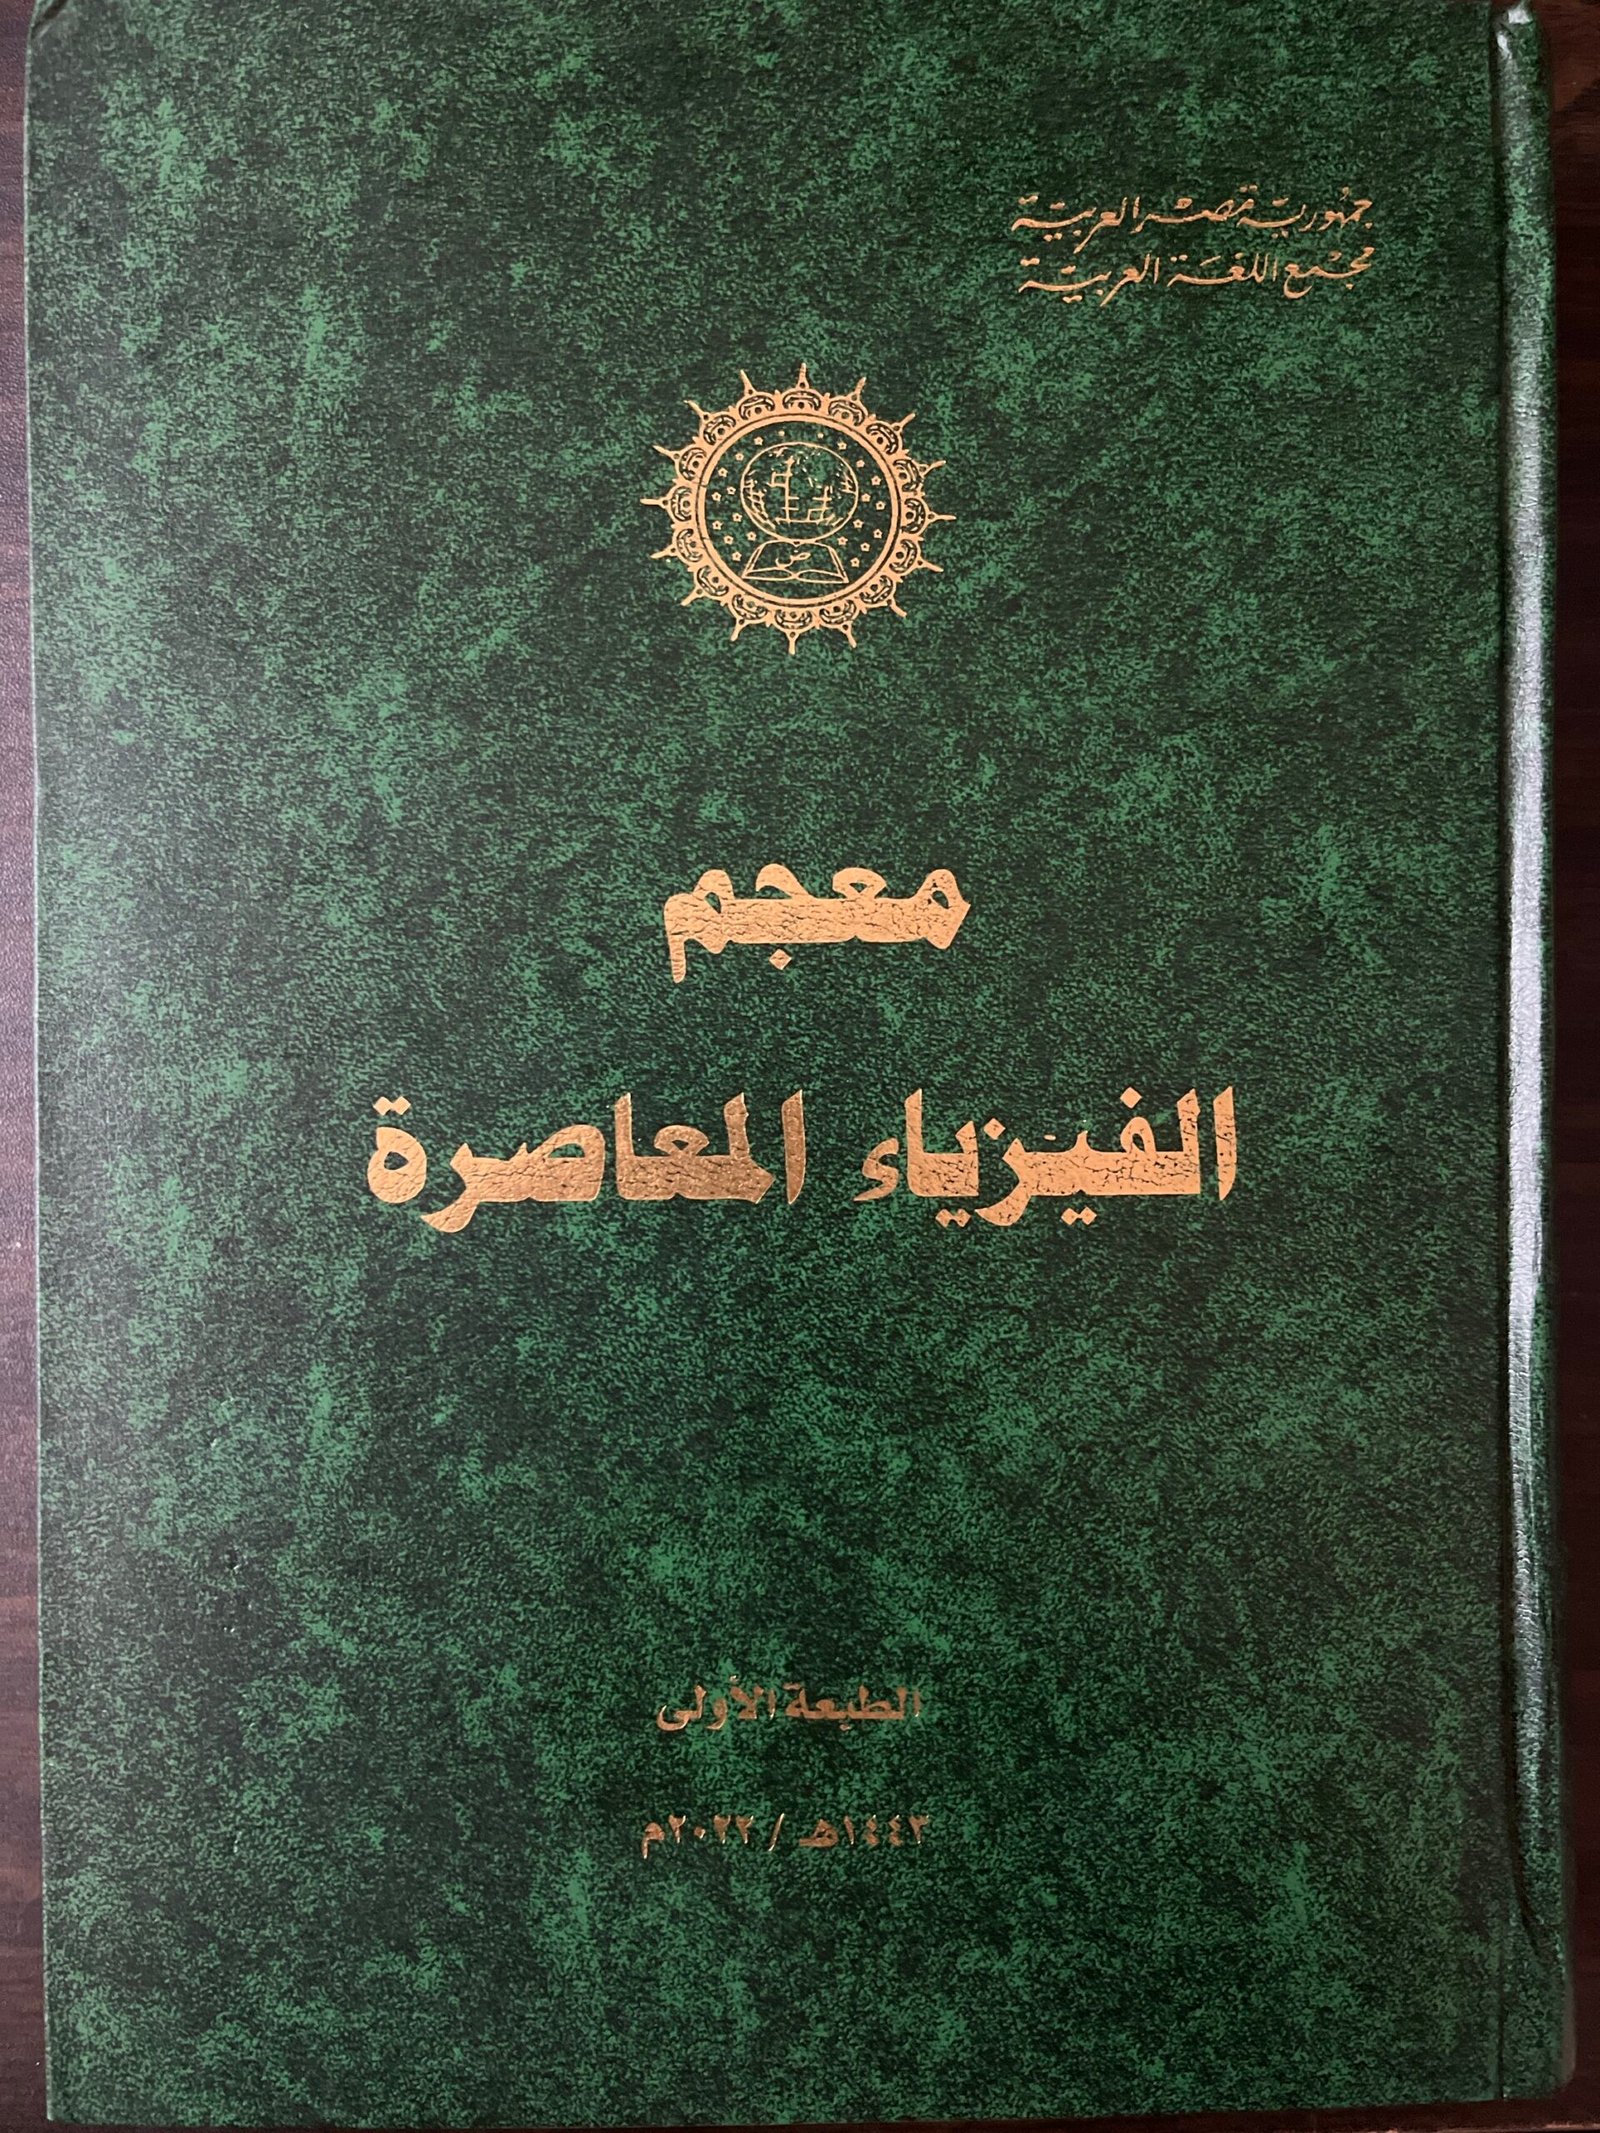 جمهورية مصر العربية
مجمع اللغة العربية
ض
معجم
الفيزياء المعاصرة
الطبعة الأولى
١٤٤٣هـ / ٢٠٢٢م